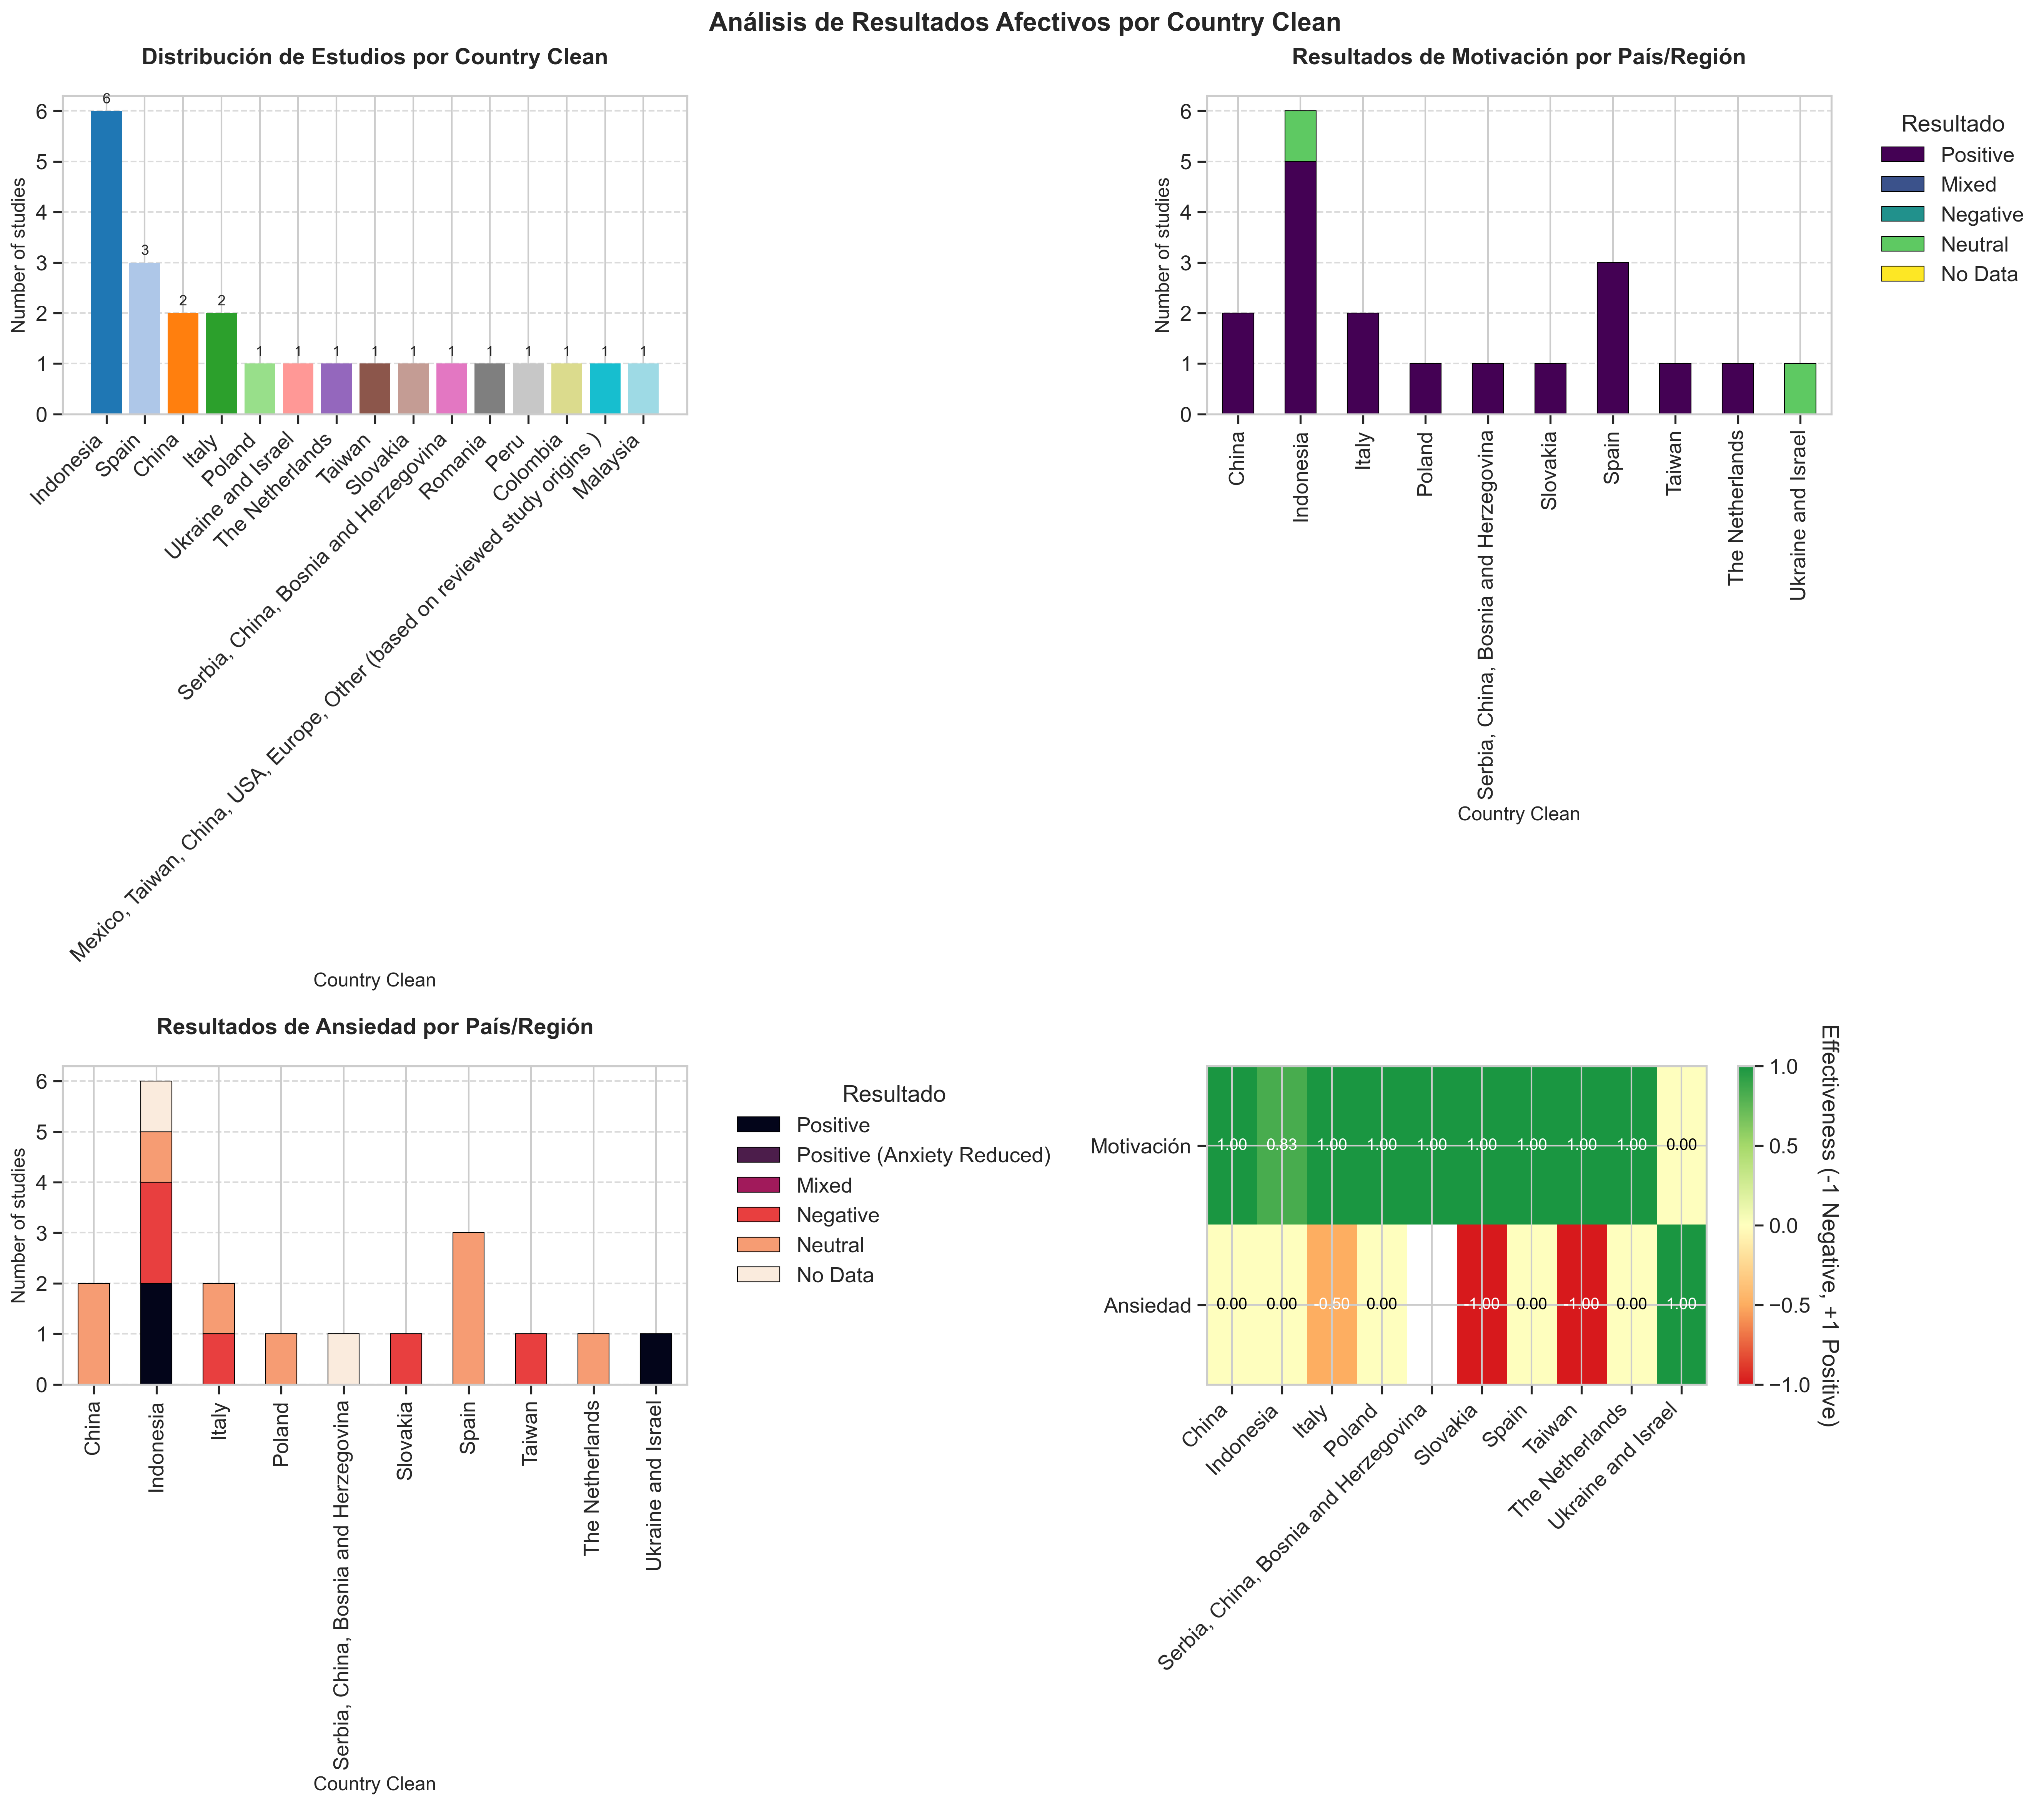 Análisis de Resultados Afectivos por Country Clean
Distribución de Estudios por Country Clean
Number of studies
6
5
4
3
2
1
0
6
3
2
2
1
1
1
1
1
1
1
1
1
1
1
Indonesia
Spain
China
Italy
Poland
Ukraine and Israel
The Netherlands
Taiwan
Slovakia
Serbia, China, Bosnia and Herzegovina
Romania
Peru
Colombia
Mexico, Taiwan, China, USA, Europe, Other (based on reviewed study origins )
Malaysia
Country Clean
Resultados de Motivación por País/Región
Number of studies
6
5
4
3
2
1
0
China
Indonesia
Italy
Poland
Serbia, China, Bosnia and Herzegovina
Slovakia
Spain
Taiwan
The Netherlands
Ukraine and Israel
Country Clean
Resultado
Positive
Mixed
Negative
Neutral
No Data
Resultados de Ansiedad por País/Región
Number of studies
6
5
4
3
2
1
0
China
Indonesia
Italy
Poland
Serbia, China, Bosnia and Herzegovina
Slovakia
Spain
Taiwan
The Netherlands
Ukraine and Israel
Country Clean
Resultado
Positive
Positive (Anxiety Reduced)
Mixed
Negative
Neutral
No Data
Motivación
1.00 0.83 1.00 1.00 1.00 1.00 1.00 1.00 1.00 0.00
Ansiedad
0.00 0.00 -0.50 0.00 -1.00 0.00 -1.00 0.00 1.00
China
Indonesia
Italy
Poland
Serbia, China, Bosnia and Herzegovina
Slovakia
Spain
Taiwan
The Netherlands
Ukraine and Israel
1.0
0.5
0.0
−0.5
−1.0
Effectiveness (-1 Negative, +1 Positive)